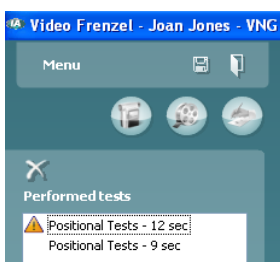 Video Frenzel - Joan Jones - VNG
Menu
Performed tests
Positional Tests - 12 sec
Positional Tests - 9 sec